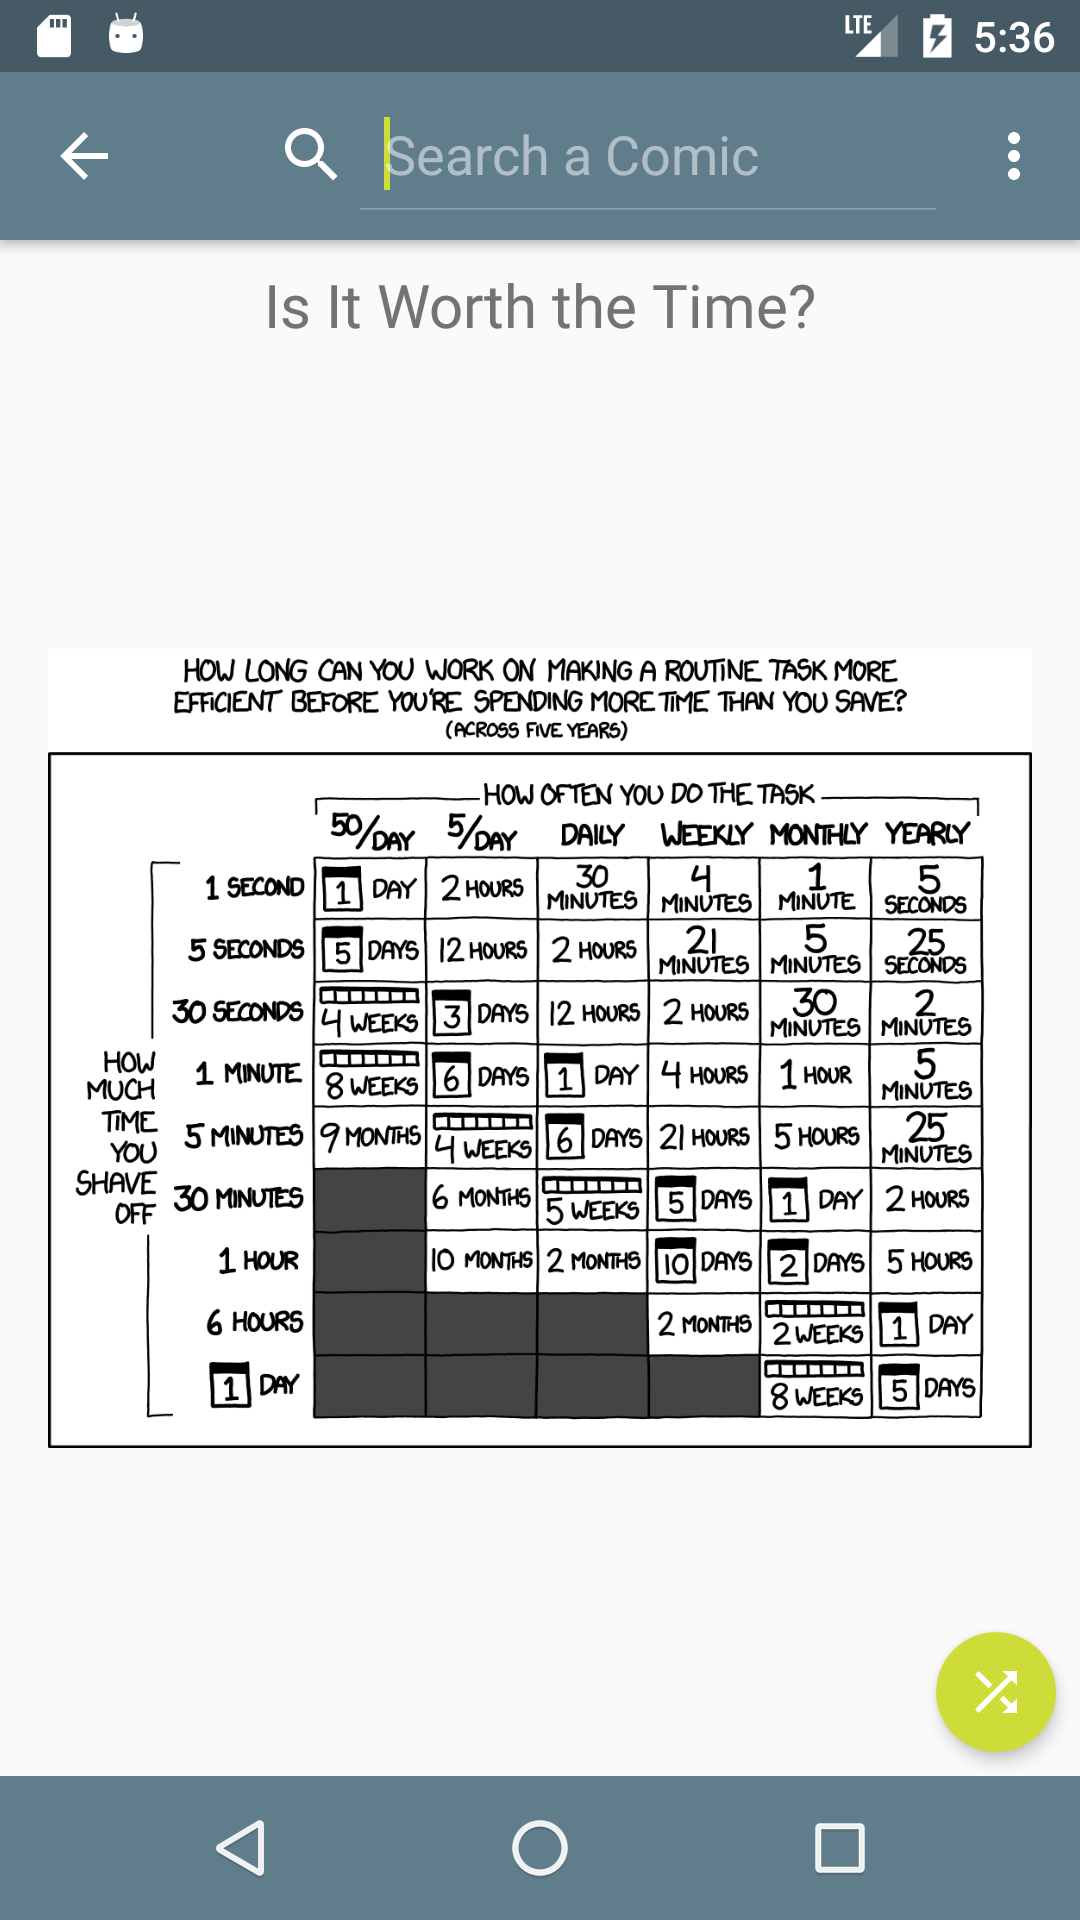 LTE 5:36
Search a Comic
Is It Worth the Time?
HOW LONG CAN YOU WORK ON MAKING A ROUTINE TASK MORE
EFFICIENT BEFORE YOU'RE SPENDING MORE TIME THAN YOU SAVE?
(ACROSS FIVE YEARS)
HOW OFTEN YOU DO THE TASK
50/DAY 5/DAY DAILY WEEKLY MONTHLY YEARLY
HOW
MUCH
TIME
YOU
SHAVE
OFF
1 SECOND 1 DAY 2 HOURS 30 MINUTES 4 MINUTES 1 MINUTE 5 SECONDS
5 SECONDS 5 DAYS 12 HOURS 2 HOURS 21 MINUTES 5 MINUTES 25 SECONDS
30 SECONDS 4 WEEKS 3 DAYS 12 HOURS 2 HOURS 30 MINUTES 2 MINUTES
1 MINUTE 8 WEEKS 6 DAYS 1 DAY 4 HOURS 1 HOUR 5 MINUTES
5 MINUTES 9 MONTHS 4 WEEKS 6 DAYS 21 HOURS 5 HOURS 25 MINUTES
30 MINUTES 6 MONTHS 5 WEEKS 5 DAYS 1 DAY 2 HOURS
1 HOUR 10 MONTHS 2 MONTHS 10 DAYS 2 DAYS 5 HOURS
6 HOURS 2 MONTHS 2 WEEKS 1 DAY
1 DAY 8 WEEKS 5 DAYS